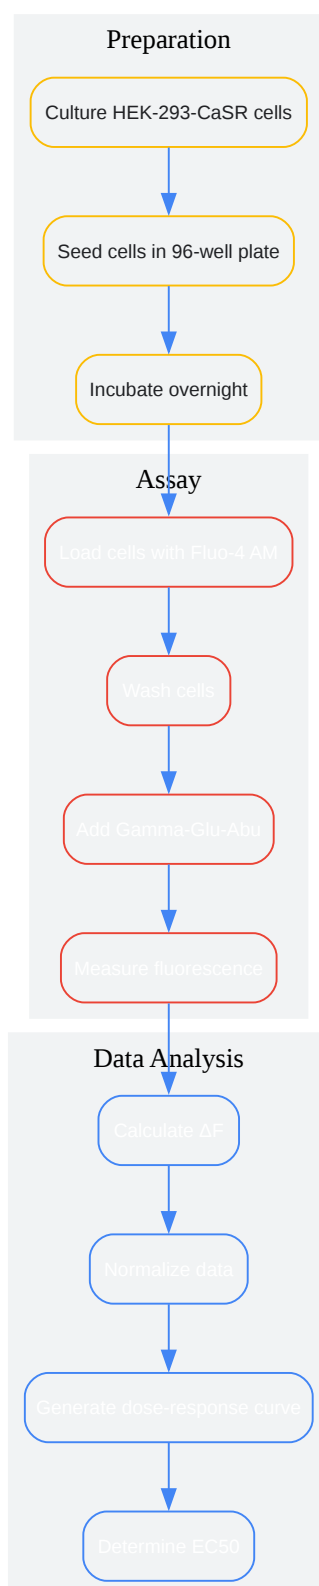 Preparation
Culture HEK-293-CaSR cells
Seed cells in 96-well plate
Incubate overnight
Assay
Load cells with Fluo-4 AM
Wash cells
Add Gamma-Glu-Abu
Measure fluorescence
Data Analysis
Calculate ΔF
Normalize data
Generate dose-response curve
Determine EC50